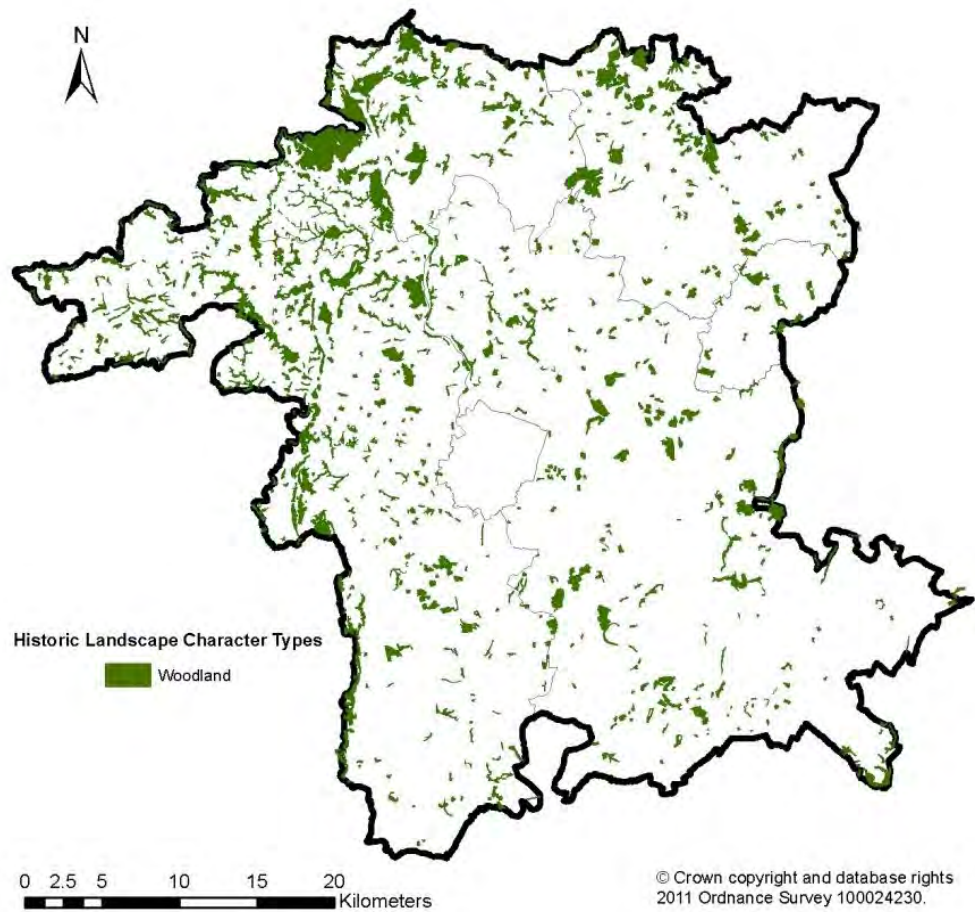 N
Historic Landscape Character Types
Woodland
0 2.5 5 10 15 20
Kilometers
© Crown copyright and database rights
2011 Ordnance Survey 100024230.